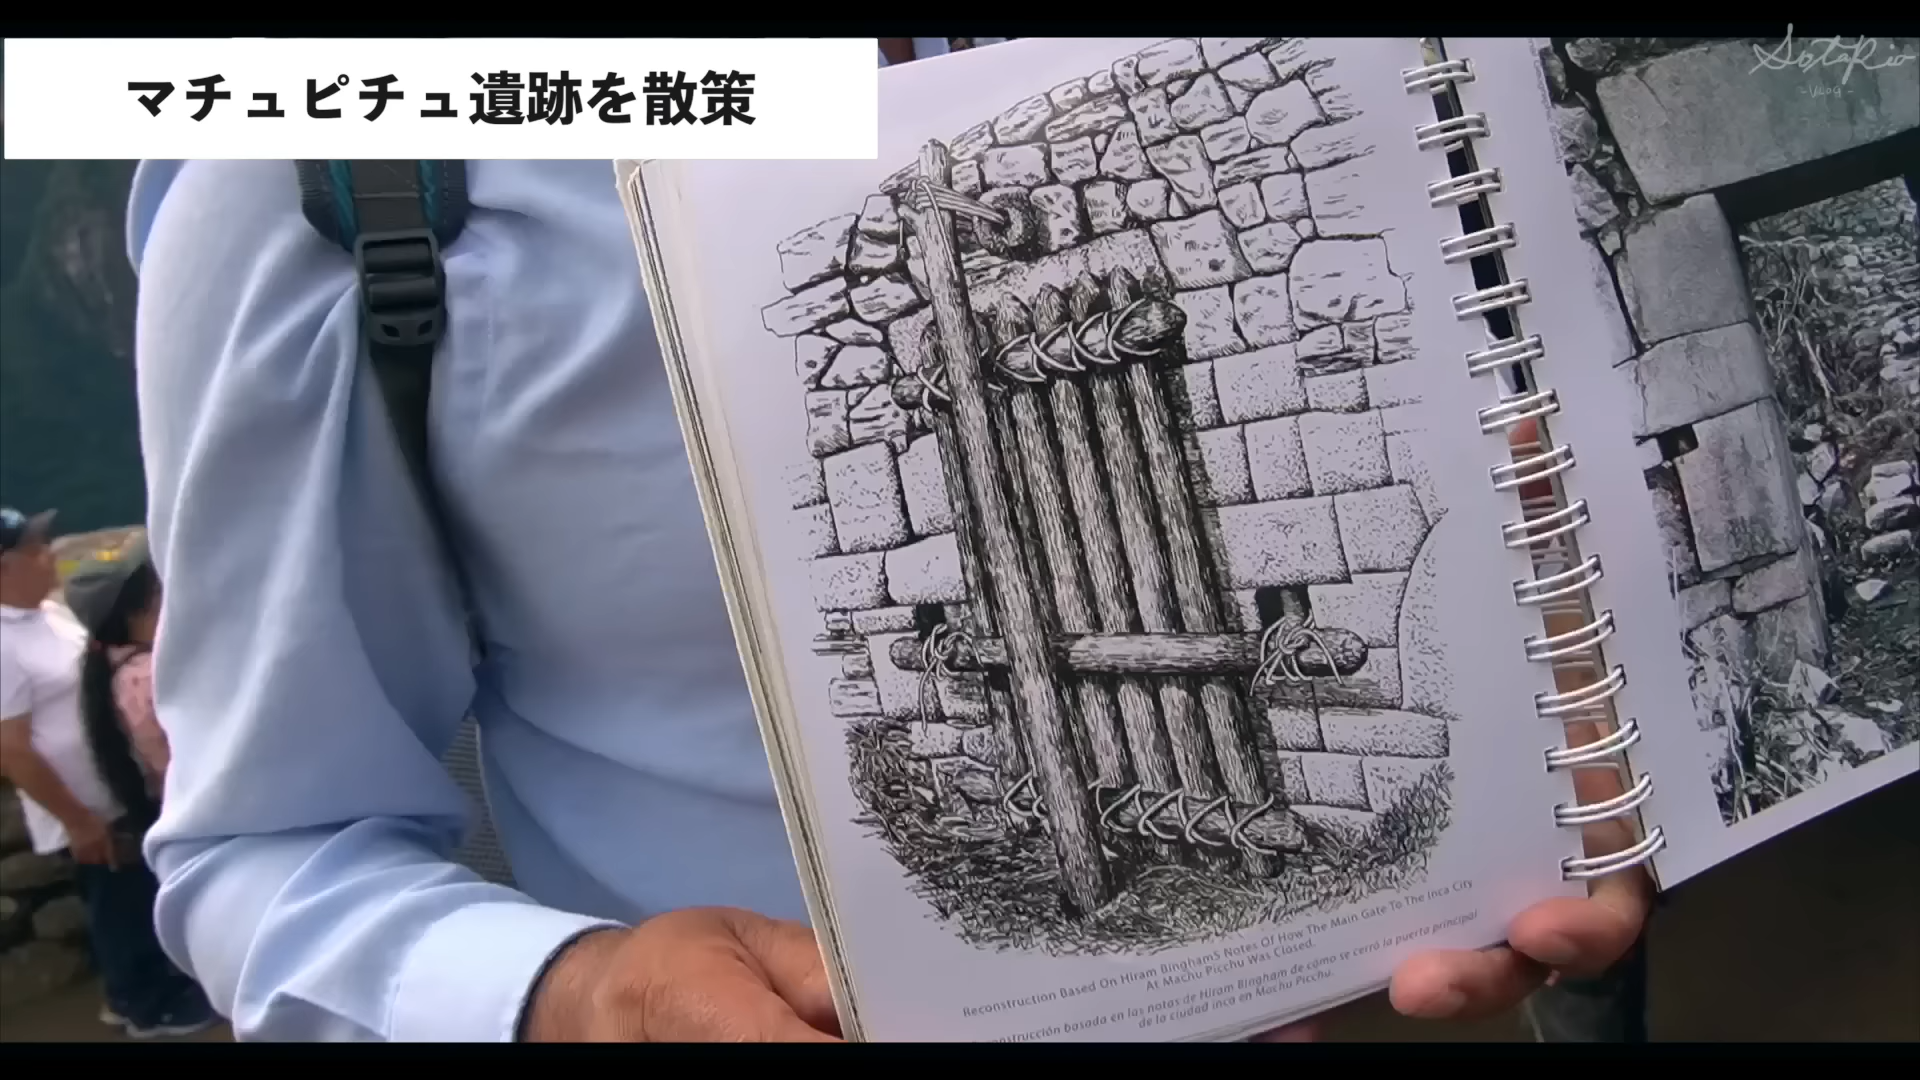 マチュピチュ遺跡を散策
SotaRio
-Vlog-
Reconstruction Based On Hiram BinghamS Notes Of How The Main Gate To The Inca City
At Machu Picchu Was Closed.
basada en las notas de Hiram Bingham de cómo se cerró la puerta principal
de la ciudad inca en Machu Picchu.